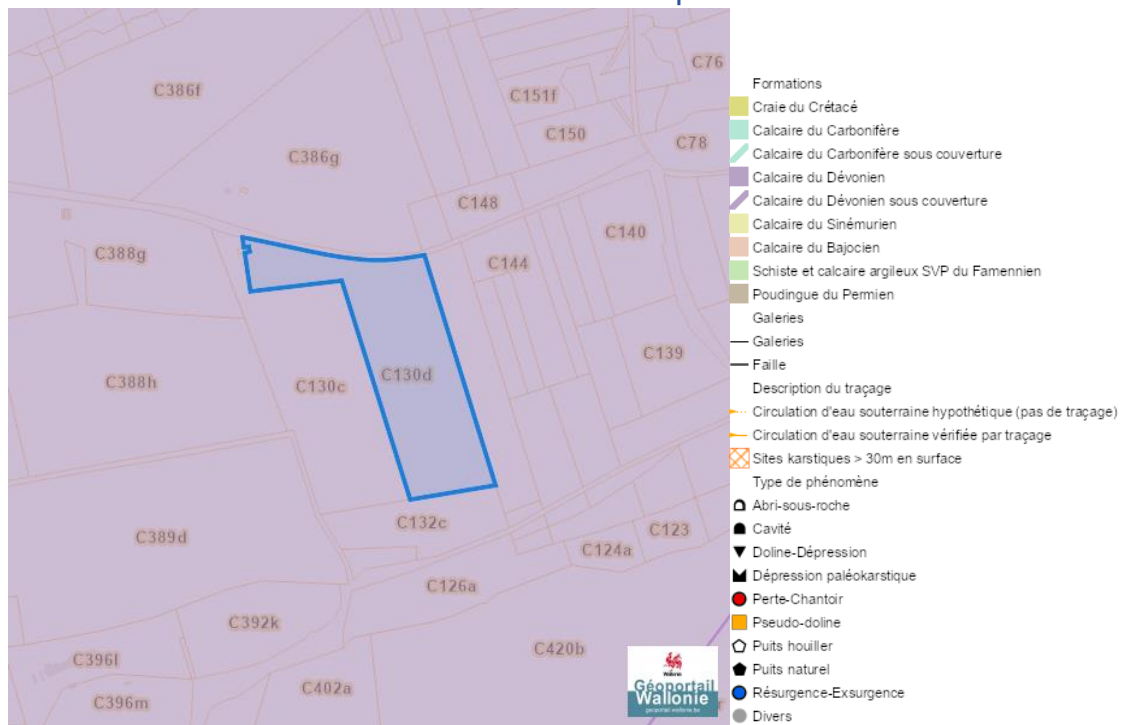 C76
C386f
C151f
C150
C78
C386g
C148
C140
C388g
C144
C139
C130d
C388h
C130c
C132c
C123
C389d
C124a
C126a
C392k
C420b
C396l
C402a
C396m
Wallonie
Géoportail
Wallonie
geoportail.wallonie.be
Formations
Craie du Crétacé
Calcaire du Carbonifère
Calcaire du Carbonifère sous couverture
Calcaire du Dévonien
Calcaire du Dévonien sous couverture
Calcaire du Sinémurien
Calcaire du Bajocien
Schiste et calcaire argileux SVP du Famennien
Poudingue du Permien
Galeries
Galeries
Faille
Description du traçage
Circulation d'eau souterraine hypothétique (pas de traçage)
Circulation d'eau souterraine vérifiée par traçage
Sites karstiques > 30m en surface
Type de phénomène
Abri-sous-roche
Cavité
Doline-Dépression
Dépression paléokarstique
Perte-Chantoir
Pseudo-doline
Puits houiller
Puits naturel
Résurgence-Exsurgence
Divers